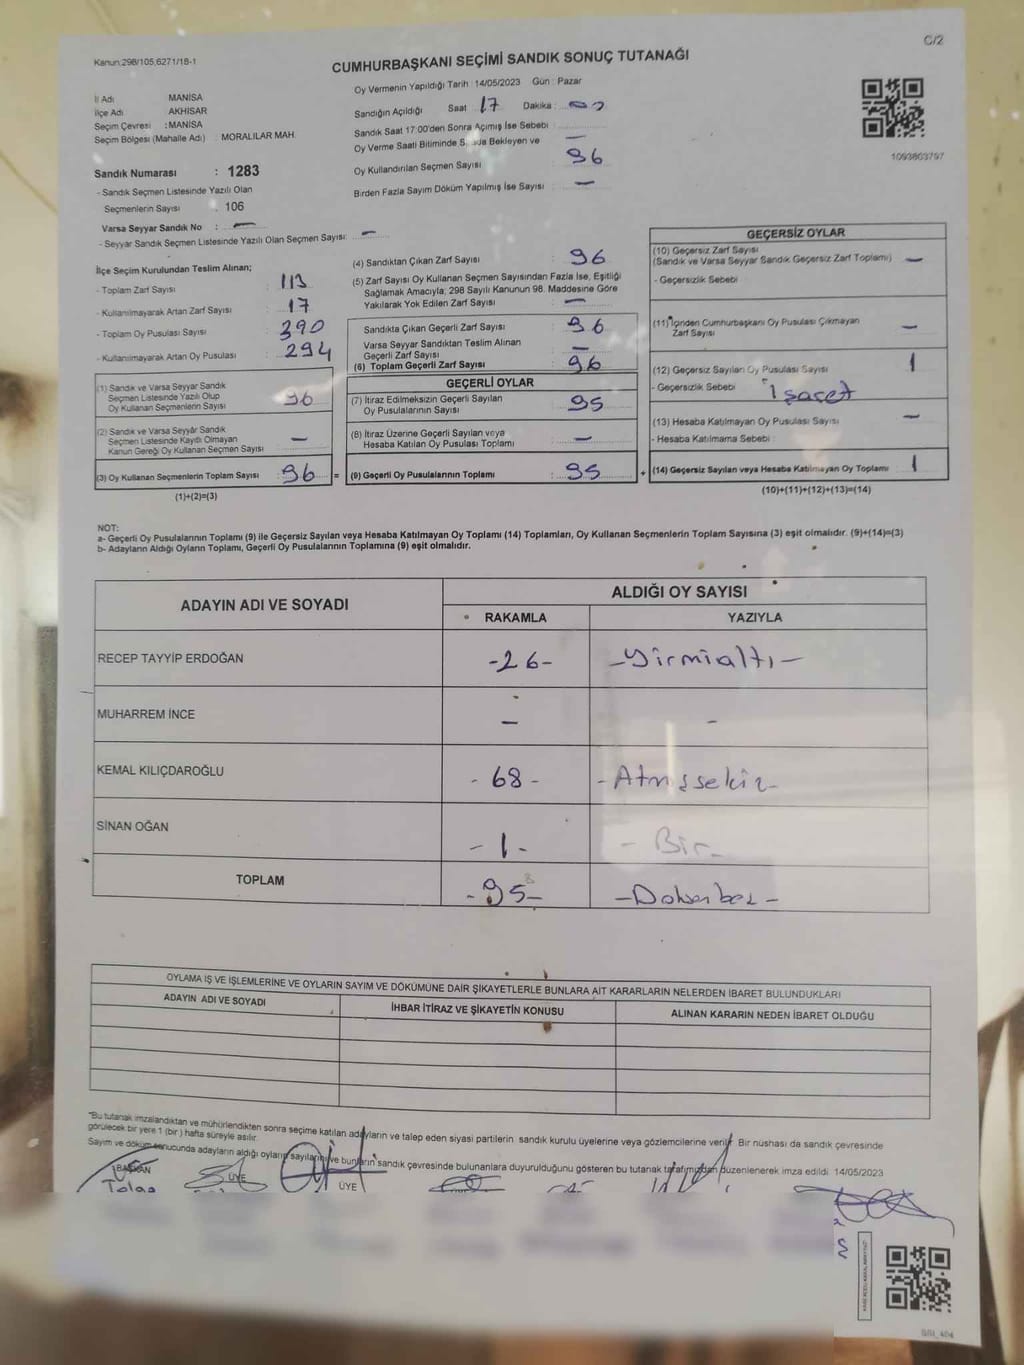 C/2
Kanun:298/105,6271/18-1
CUMHURBAŞKANI SEÇİMİ SANDIK SONUÇ TUTANAĞI
Oy Vermenin Yapıldığı Tarih : 14/05/2023 Gün : Pazar
İl Adı MANİSA
İlçe Adı AKHİSAR
Seçim Çevresi : MANİSA
Seçim Bölgesi (Mahalle Adı) : MORALILAR MAH.
Sandığın Açıldığı Saat : 17 Dakika :
Sandık Saat 17:00'den Sonra Açımış İse Sebebi :
Oy Verme Saati Bitiminde Bekleyen ve —
Oy Kullandırılan Seçmen Sayısı 96
Birden Fazla Sayım Döküm Yapılmış İse Sayısı : —
1093803797
Sandık Numarası : 1283
- Sandık Seçmen Listesinde Yazılı Olan
Seçmenlerin Sayısı : 106
Varsa Seyyar Sandık No : —
- Seyyar Sandık Seçmen Listesinde Yazılı Olan Seçmen Sayısı: —
İlçe Seçim Kurulundan Teslim Alınan;
- Toplam Zarf Sayısı : 113
- Kullanılmayarak Artan Zarf Sayısı : 17
- Toplam Oy Pusulası Sayısı : 390
- Kullanılmayarak Artan Oy Pusulası : 294
(1) Sandık ve Varsa Seyyar Sandık
Seçmen Listesinde Yazılı Olup
Oy Kullanan Seçmenlerin Sayısı : 96
(2) Sandık ve Varsa Seyyâr Sandık
Seçmen Listesinde Kayıtlı Olmayan
Kanun Gereği Oy Kullanan Seçmen Sayısı : —
(3) Oy Kullanan Seçmenlerin Toplam Sayısı : 96 =
(1)+(2)=(3)
(4) Sandıktan Çıkan Zarf Sayısı : 96
(5) Zarf Sayısı Oy Kullanan Seçmen Sayısından Fazla İse, Eşitliği
Sağlamak Amacıyla; 298 Sayılı Kanunun 98. Maddesine Göre
Yakılarak Yok Edilen Zarf Sayısı : —
Sandıkta Çıkan Geçerli Zarf Sayısı : 96
Varsa Seyyar Sandıktan Teslim Alınan
Geçerli Zarf Sayısı : —
(6) Toplam Geçerli Zarf Sayısı : 96
GEÇERLİ OYLAR
(7) İtiraz Edilmeksizin Geçerli Sayılan
Oy Pusulalarının Sayısı : 95
(8) İtiraz Üzerine Geçerli Sayılan veya
Hesaba Katılan Oy Pusulası Toplamı : —
(9) Geçerli Oy Pusulalarının Toplamı : 95 +
GEÇERSİZ OYLAR
(10) Geçersiz Zarf Sayısı
(Sandık ve Varsa Seyyar Sandık Geçersiz Zarf Toplamı) —
- Geçersizlik Sebebi :
(11) İçinden Cumhurbaşkanı Oy Pusulası Çıkmayan
Zarf Sayısı : —
(12) Geçersiz Sayılan Oy Pusulası Sayısı : 1
- Geçersizlik Sebebi : İşaret
(13) Hesaba Katılmayan Oy Pusulası Sayısı : —
- Hesaba Katılmama Sebebi :
(14) Geçersiz Sayılan veya Hesaba Katılmayan Oy Toplamı : 1
(10)+(11)+(12)+(13)=(14)
NOT:
a- Geçerli Oy Pusulalarının Toplamı (9) ile Geçersiz Sayılan veya Hesaba Katılmayan Oy Toplamı (14) Toplamları, Oy Kullanan Seçmenlerin Toplam Sayısına (3) eşit olmalıdır. (9)+(14)=(3)
b- Adayların Aldığı Oyların Toplamı, Geçerli Oy Pusulalarının Toplamına (9) eşit olmalıdır.
ADAYIN ADI VE SOYADI ALDIĞI OY SAYISI
RAKAMLA YAZIYLA
RECEP TAYYİP ERDOĞAN -26- -Yirmialtı-
MUHARREM İNCE — -
KEMAL KILIÇDAROĞLU -68- -Atmışsekiz-
SİNAN OĞAN -1- -Bir-
TOPLAM -95- -Doksanbeş-
OYLAMA İŞ VE İŞLEMLERİNE VE OYLARIN SAYIM VE DÖKÜMÜNE DAİR ŞİKAYETLERLE BUNLARA AİT KARARLARIN NELERDEN İBARET BULUNDUKLARI
ADAYIN ADI VE SOYADI İHBAR İTİRAZ VE ŞİKAYETİN KONUSU ALINAN KARARIN NEDEN İBARET OLDUĞU
*Bu tutanak imzalandıktan ve mühürlendikten sonra seçime katılan adayların ve talep eden siyasi partilerin sandık kurulu üyelerine veya gözlemcilerine verilir. Bir nüshası da sandık çevresinde
görülecek bir yere 1 (bir) hafta süreyle asılır.
Sayım ve döküm sonucunda adayların aldığı oyların sayılarını ve bunların sandık çevresinde bulunanlara duyurulduğunu gösteren bu tutanak tarafımızdan düzenlenerek imza edildi. 14/05/2023
BAŞKAN ÜYE ÜYE